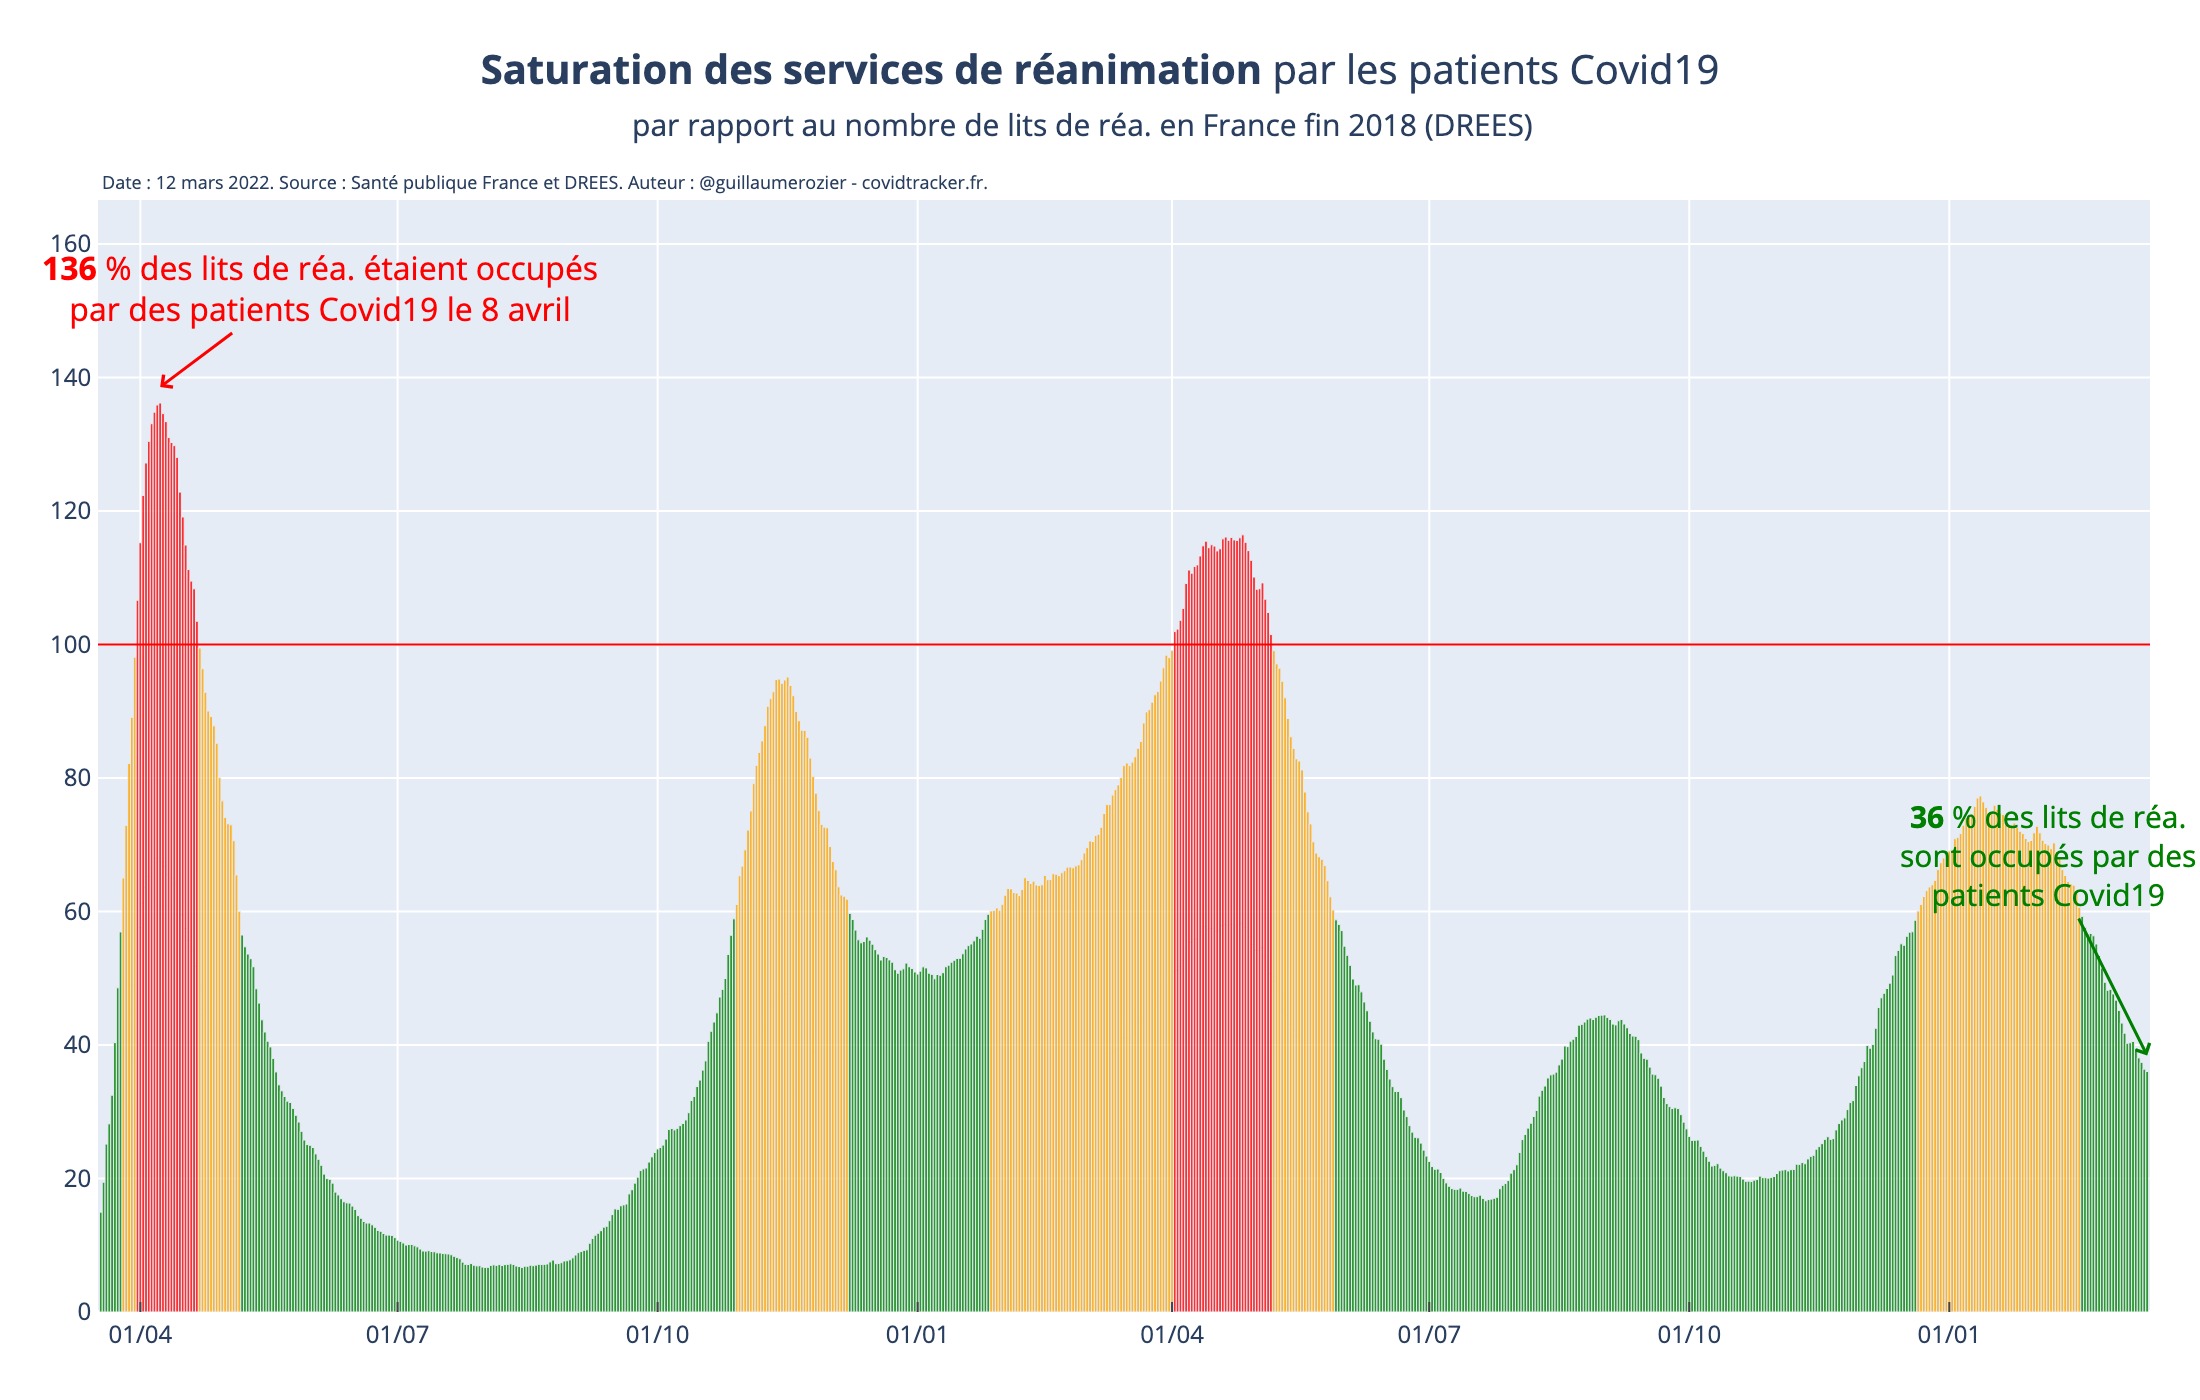 Saturation des services de réanimation par les patients Covid19
par rapport au nombre de lits de réa. en France fin 2018 (DREES)
Date : 12 mars 2022. Source : Santé publique France et DREES. Auteur : @guillaumerozier - covidtracker.fr.
160
136 % des lits de réa. étaient occupés
par des patients Covid19 le 8 avril
140
120
100
80
36 % des lits de réa.
sont occupés par des
patients Covid19
60
40
20
0
01/04 01/07 01/10 01/01 01/04 01/07 01/10 01/01